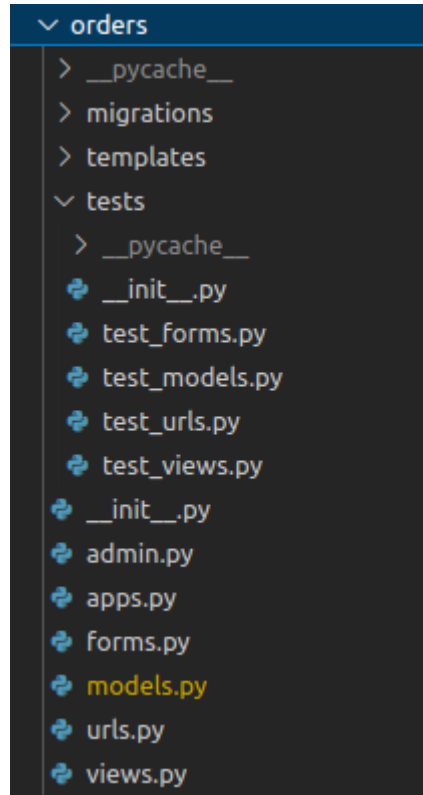 orders
__pycache__
migrations
templates
tests
__pycache__
__init__.py
test_forms.py
test_models.py
test_urls.py
test_views.py
__init__.py
admin.py
apps.py
forms.py
models.py
urls.py
views.py